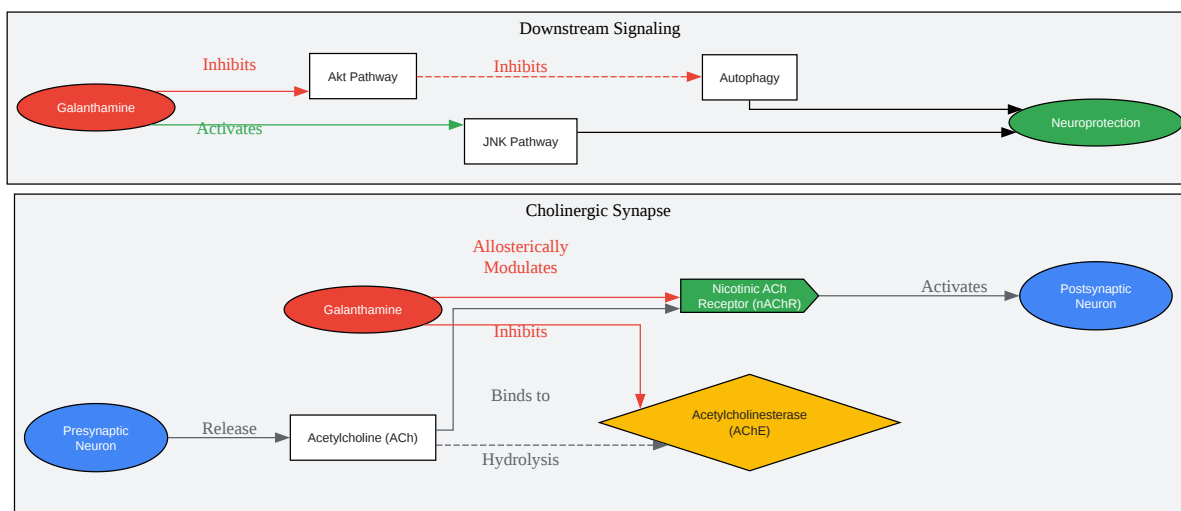 Downstream Signaling
Inhibits
Akt Pathway
Inhibits
Autophagy
Galanthamine
Activates
JNK Pathway
Neuroprotection
Cholinergic Synapse
Allosterically
Modulates
Galanthamine
Nicotinic ACh
Receptor (nAChR)
Activates
Postsynaptic
Neuron
Inhibits
Binds to
Acetylcholinesterase
(AChE)
Presynaptic
Neuron
Release
Acetylcholine (ACh)
Hydrolysis